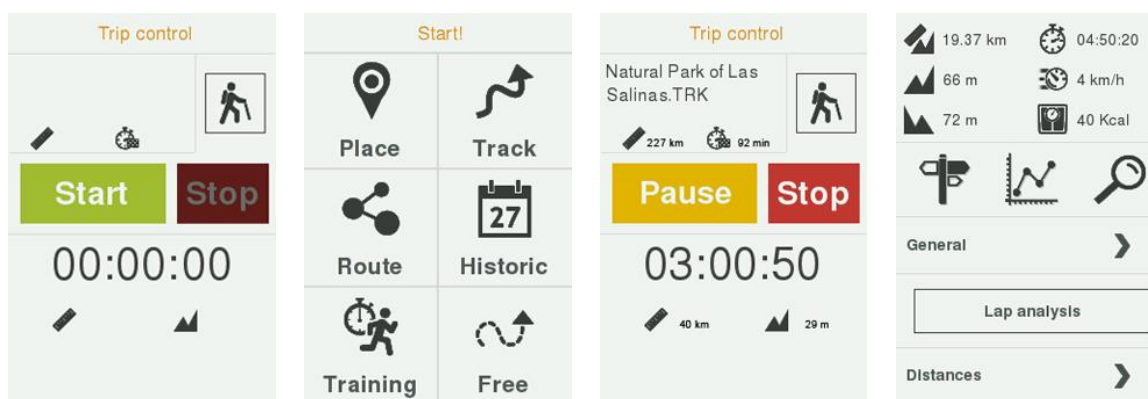 Trip control
Start
Stop
00:00:00
Start!
Place
Track
Route
27
Historic
Training
Free
Trip control
Natural Park of Las
Salinas.TRK
227 km
92 min
Pause
Stop
03:00:50
40 km
29 m
19.37 km
04:50:20
66 m
4 km/h
72 m
40 Kcal
General
Lap analysis
Distances